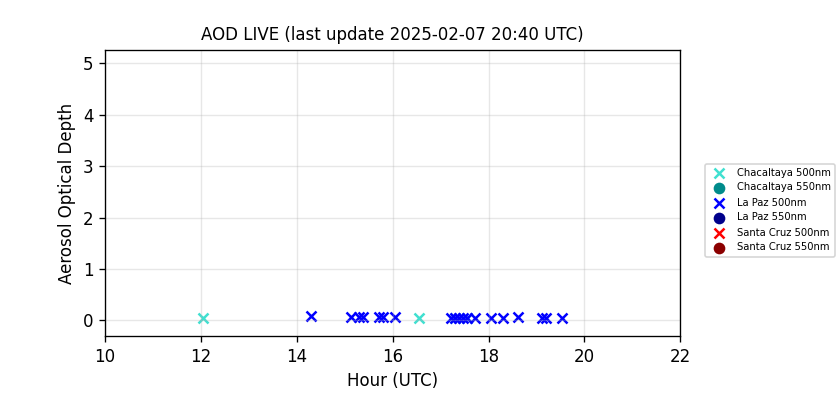 AOD LIVE (last update 2025-02-07 20:40 UTC)
Aerosol Optical Depth
5
4
3
2
1
0
10 12 14 16 18 20 22
Hour (UTC)
Chacaltaya 500nm
Chacaltaya 550nm
La Paz 500nm
La Paz 550nm
Santa Cruz 500nm
Santa Cruz 550nm